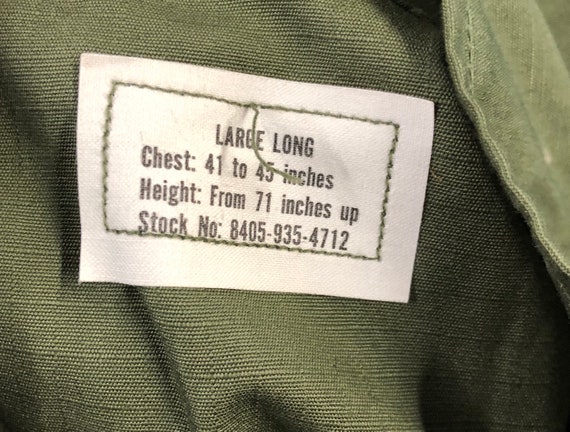 LARGE LONG
Chest: 41 to 45 inches
Height: From 71 inches up
Stock No: 8405-935-4712